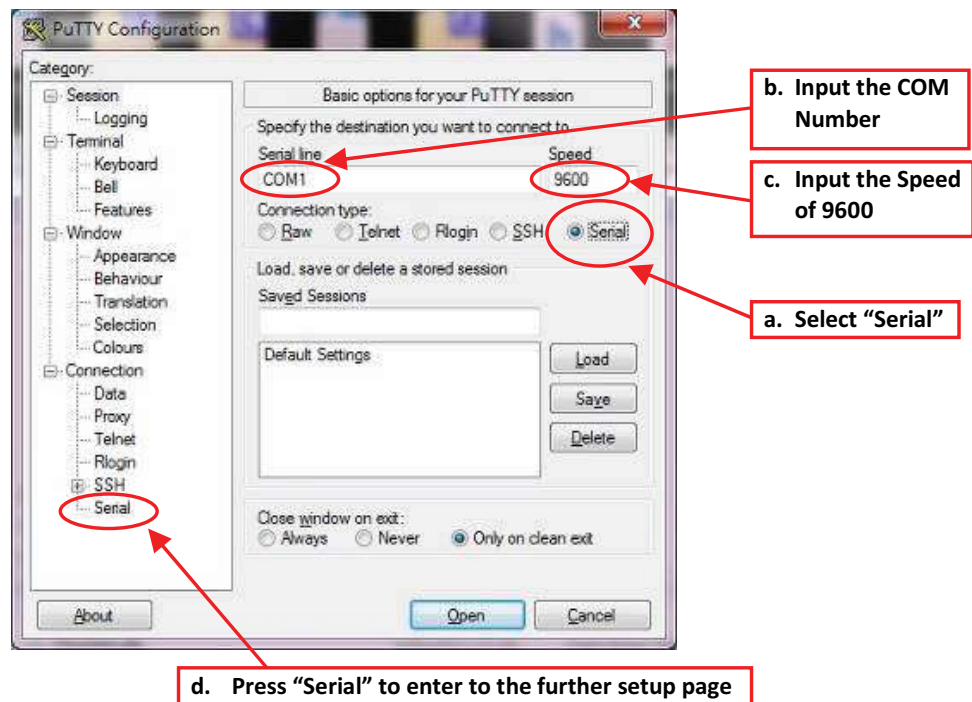 PuTTY Configuration
Category:
Session
Logging
Terminal
Keyboard
Bell
Features
Window
Appearance
Behaviour
Translation
Selection
Colours
Connection
Data
Proxy
Telnet
Rlogin
SSH
Serial
Basic options for your PuTTY session
Specify the destination you want to connect to
Serial line Speed
COM1 9600
Connection type:
Raw Telnet Rlogin SSH Serial
Load, save or delete a stored session
Saved Sessions
Default Settings
Load
Save
Delete
Close window on exit:
Always Never Only on clean exit
About Open Cancel
b. Input the COM
Number
c. Input the Speed
of 9600
a. Select “Serial”
d. Press “Serial” to enter to the further setup page